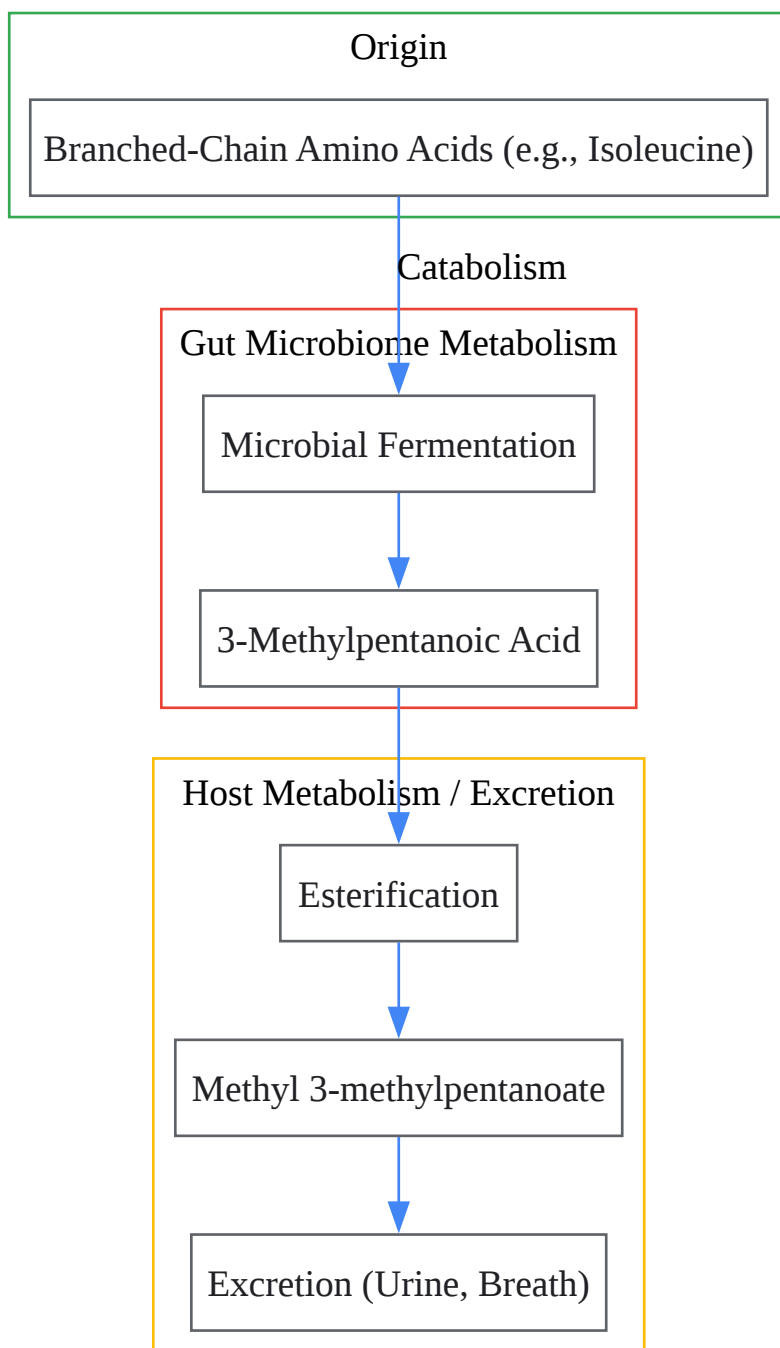 Origin
Branched-Chain Amino Acids (e.g., Isoleucine)
Catabolism
Gut Microbiome Metabolism
Microbial Fermentation
3-Methylpentanoic Acid
Host Metabolism / Excretion
Esterification
Methyl 3-methylpentanoate
Excretion (Urine, Breath)